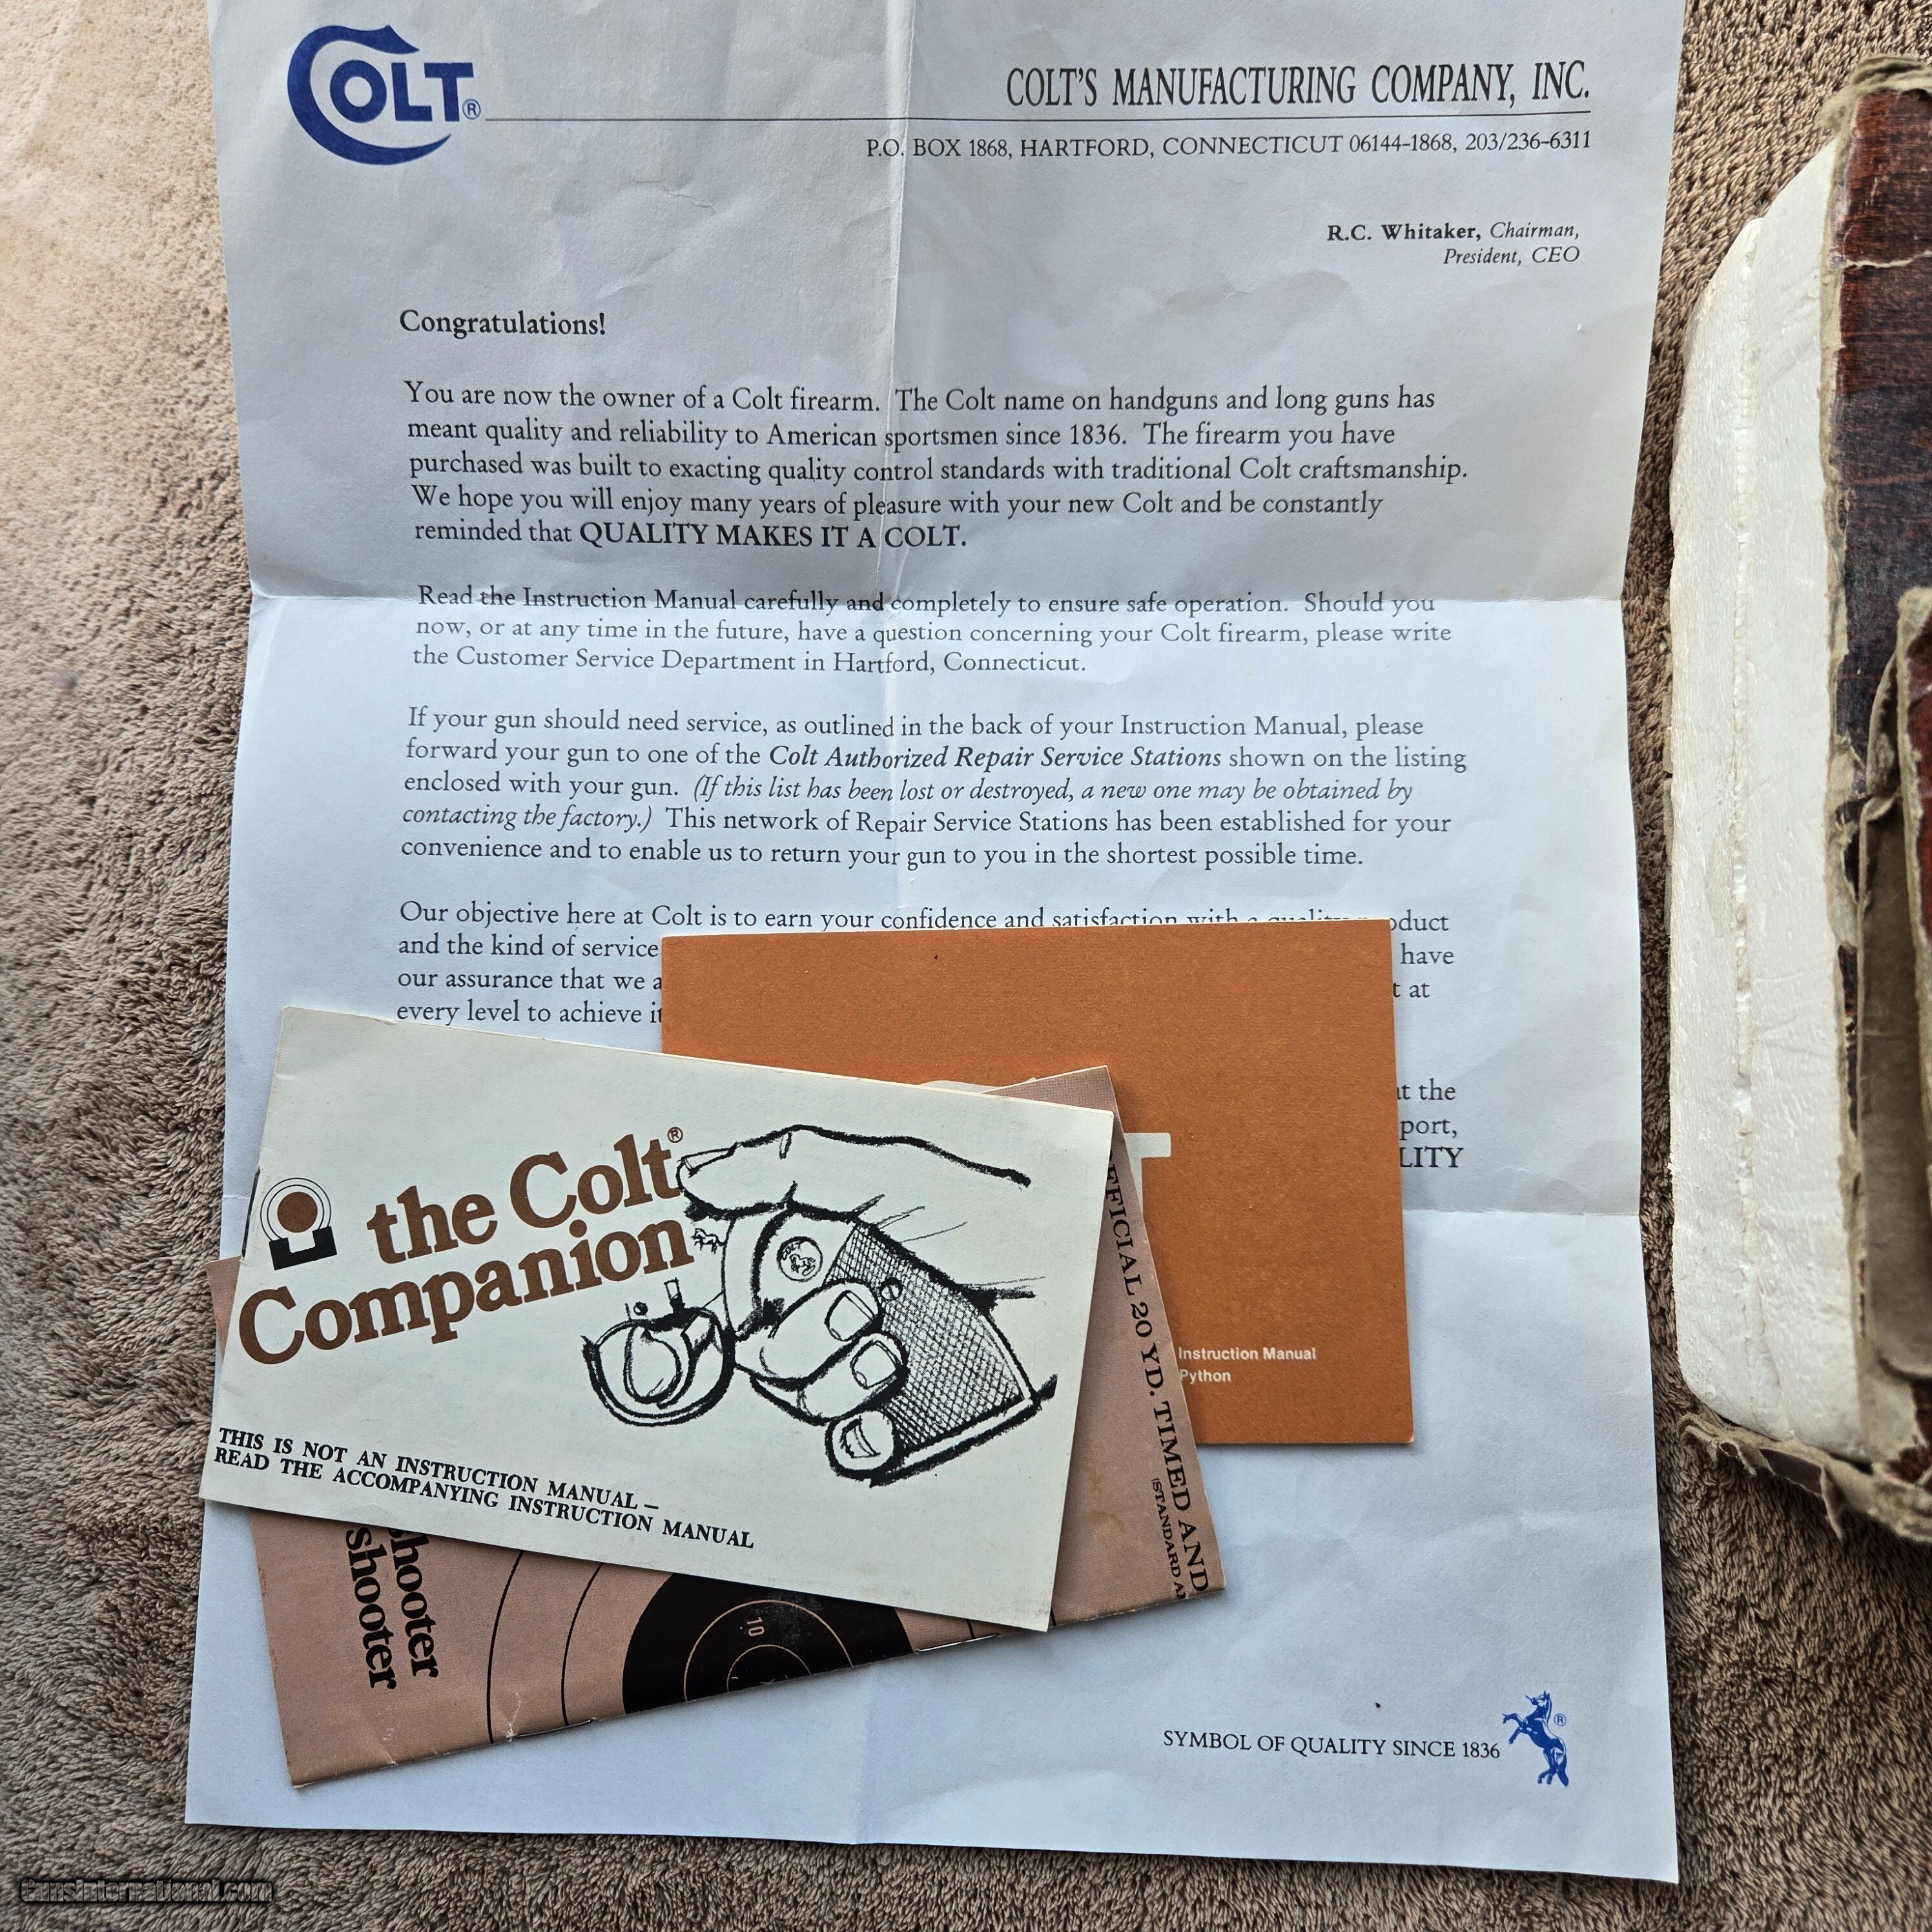 COLT®
COLT'S MANUFACTURING COMPANY, INC.
P.O. BOX 1868, HARTFORD, CONNECTICUT 06144-1868, 203/236-6311
R.C. Whitaker, Chairman,
President, CEO
Congratulations!
You are now the owner of a Colt firearm. The Colt name on handguns and long guns has
meant quality and reliability to American sportsmen since 1836. The firearm you have
purchased was built to exacting quality control standards with traditional Colt craftsmanship.
We hope you will enjoy many years of pleasure with your new Colt and be constantly
reminded that QUALITY MAKES IT A COLT.
Read the Instruction Manual carefully and completely to ensure safe operation. Should you
now, or at any time in the future, have a question concerning your Colt firearm, please write
the Customer Service Department in Hartford, Connecticut.
If your gun should need service, as outlined in the back of your Instruction Manual, please
forward your gun to one of the Colt Authorized Repair Service Stations shown on the listing
enclosed with your gun. (If this list has been lost or destroyed, a new one may be obtained by
contacting the factory.) This network of Repair Service Stations has been established for your
convenience and to enable us to return your gun to you in the shortest possible time.
Our objective here at Colt is to earn your confidence and satisfaction with a quality
and the kind of service have
our assurance that we at
every level to achieve
the
the Colt®
Companion
THIS IS NOT AN INSTRUCTION MANUAL –
READ THE ACCOMPANYING INSTRUCTION MANUAL
Instruction Manual
Python
20 YD. TIMED AND
(STANDARD
shooter
shooter
10
SYMBOL OF QUALITY SINCE 1836
®
GunsInternational.com